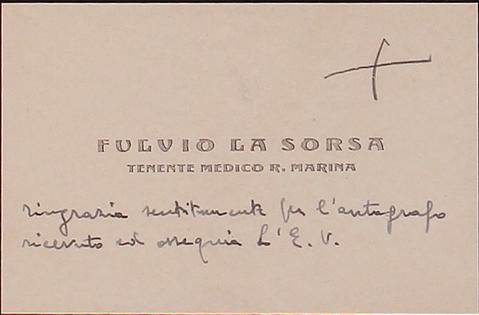 FULVIO LA SORSA
TENENTE MEDICO R. MARINA
ringrazia sentitamente per l'autografo
ricevuto ed ossequia L'E.V.